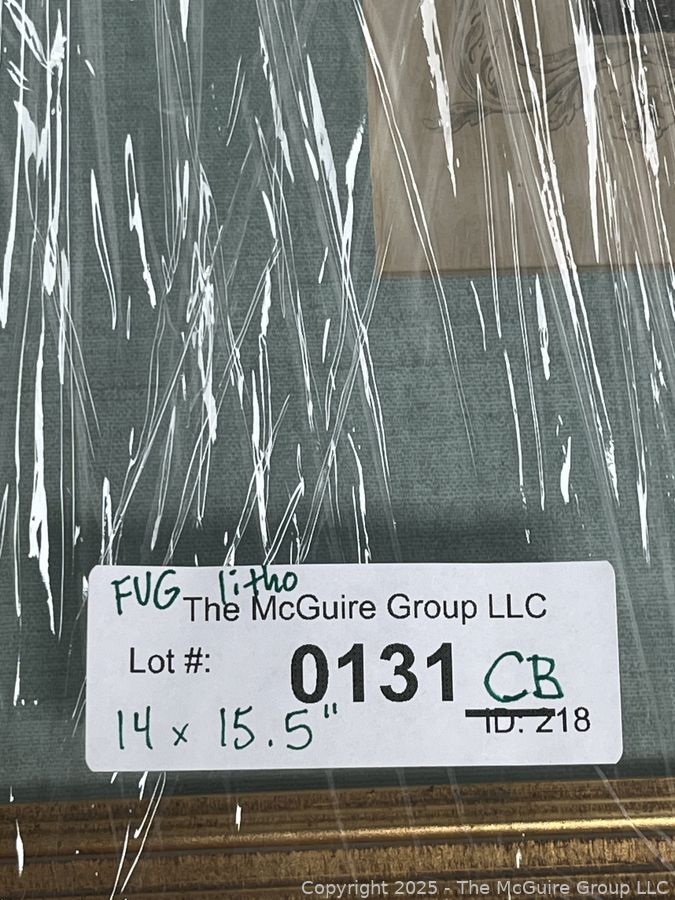 FUG litho
The McGuire Group LLC
Lot #: 0131 CB
14 x 15.5" ID: 218
Copyright 2025 - The McGuire Group LLC